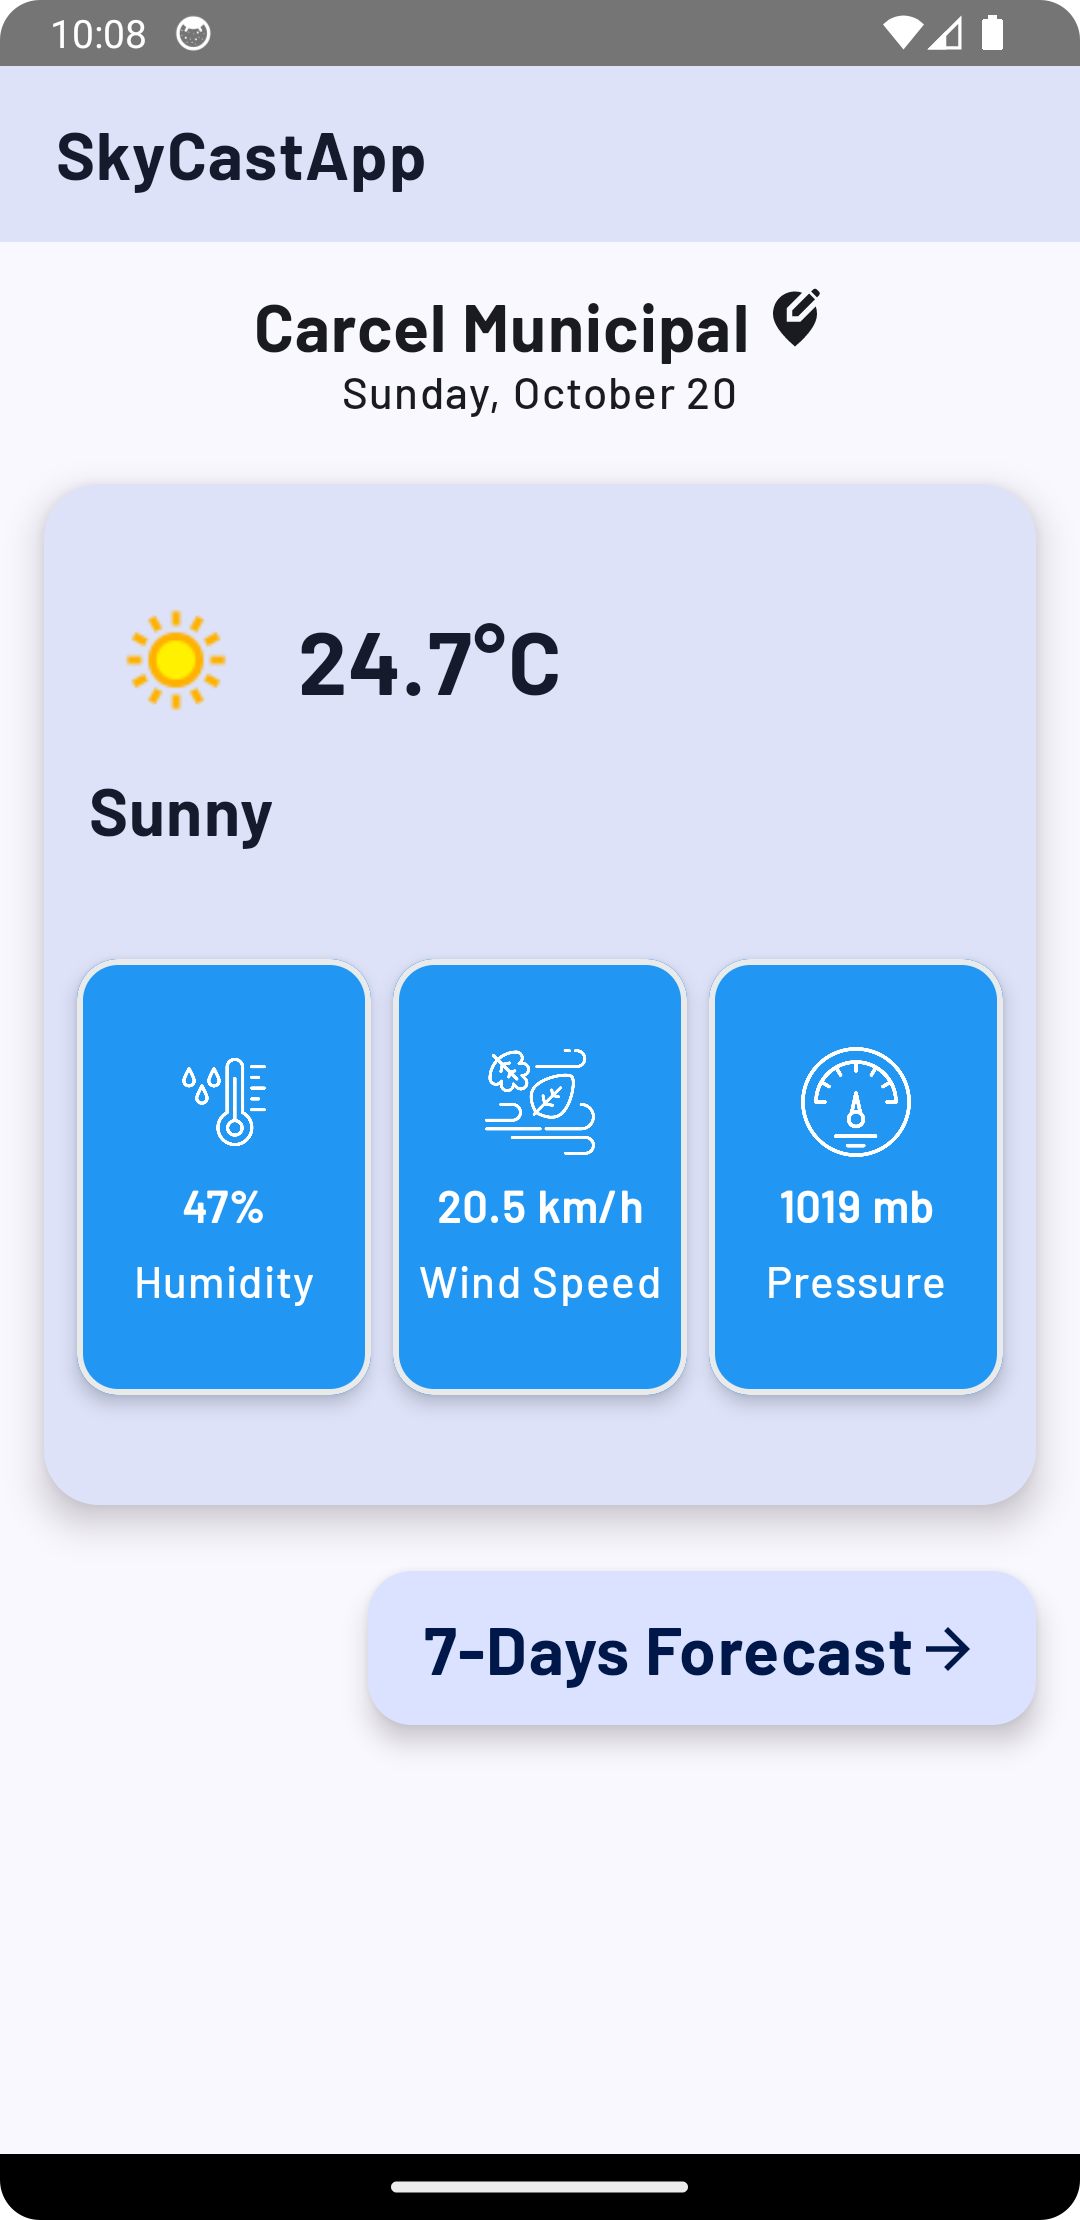 10:08
SkyCastApp
Carcel Municipal
Sunday, October 20
24.7°C
Sunny
47%
Humidity
20.5 km/h
Wind Speed
1019 mb
Pressure
7-Days Forecast